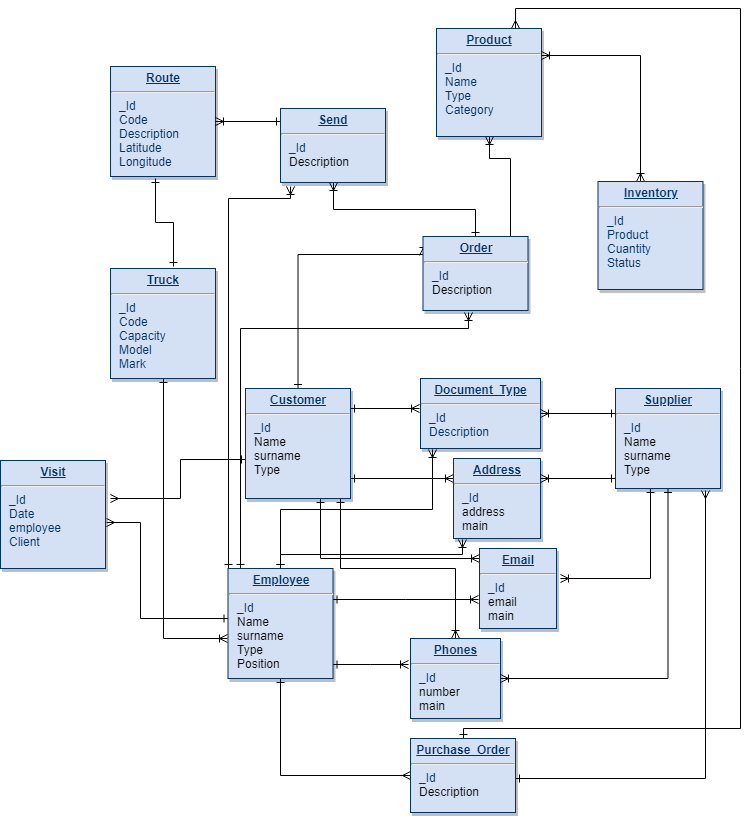 Product
_Id
Name
Type
Category
Route
_Id
Code
Description
Latitude
Longitude
Send
_Id
Description
Inventory
_Id
Product
Cuantity
Status
Order
_Id
Description
Truck
_Id
Code
Capacity
Model
Mark
Customer
_Id
Name
surname
Type
Document_Type
_Id
Description
Supplier
_Id
Name
surname
Type
Visit
_Id
Date
employee
Client
Address
_Id
address
main
Email
_Id
email
main
Employee
_Id
Name
surname
Type
Position
Phones
_Id
number
main
Purchase_Order
_Id
Description